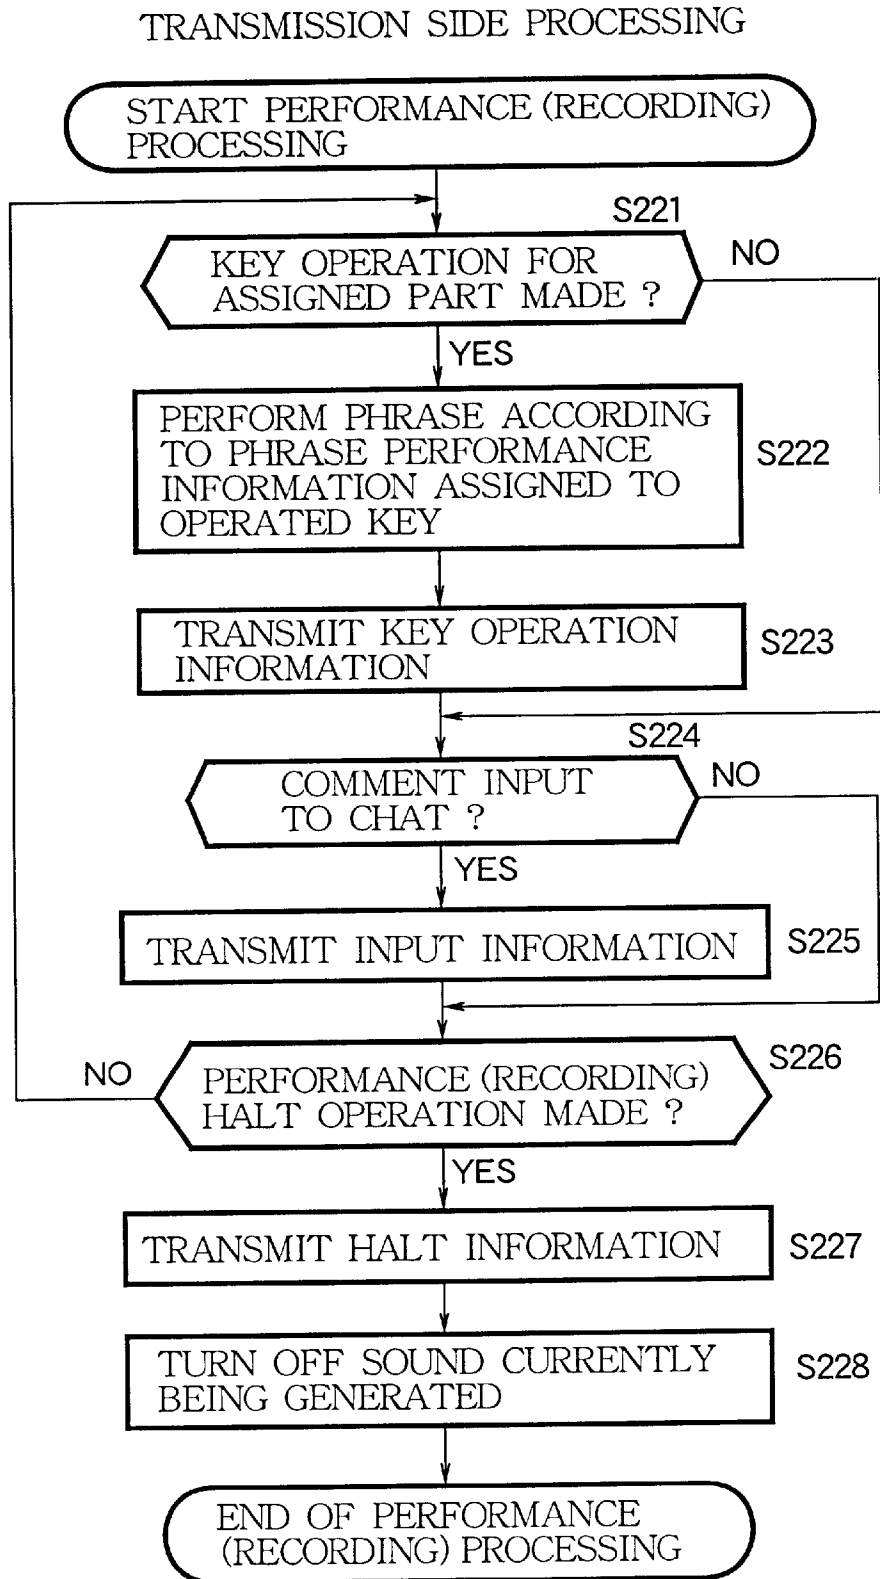 TRANSMISSION SIDE PROCESSING
START PERFORMANCE (RECORDING)
PROCESSING
S221
KEY OPERATION FOR
ASSIGNED PART MADE ?
NO
YES
PERFORM PHRASE ACCORDING
TO PHRASE PERFORMANCE
INFORMATION ASSIGNED TO
OPERATED KEY
S222
TRANSMIT KEY OPERATION
INFORMATION
S223
S224
COMMENT INPUT
TO CHAT ?
NO
YES
TRANSMIT INPUT INFORMATION
S225
S226
NO
PERFORMANCE (RECORDING)
HALT OPERATION MADE ?
YES
TRANSMIT HALT INFORMATION
S227
TURN OFF SOUND CURRENTLY
BEING GENERATED
S228
END OF PERFORMANCE
(RECORDING) PROCESSING